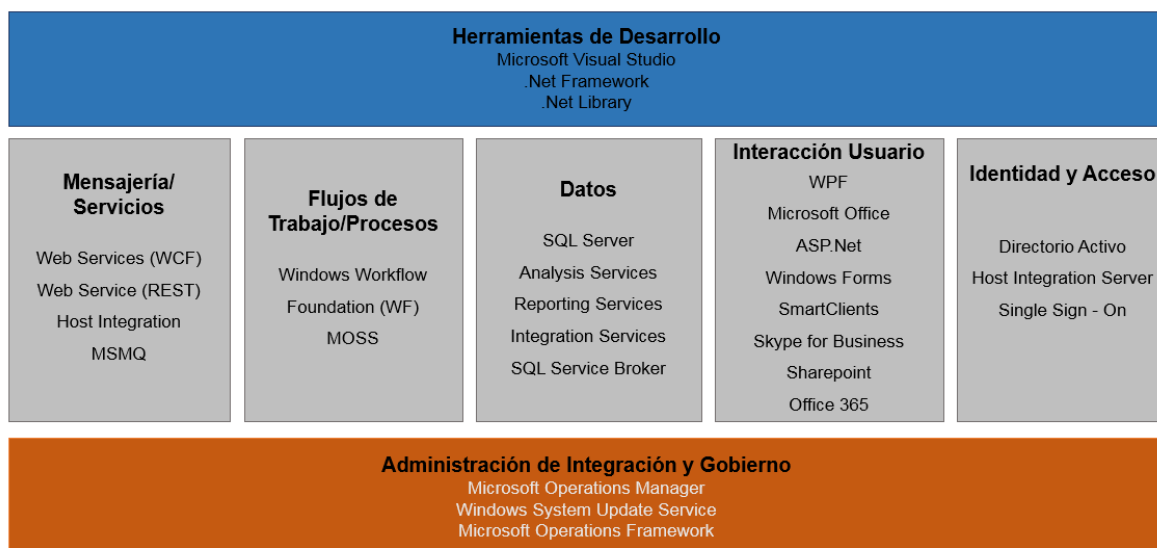 Herramientas de Desarrollo
Microsoft Visual Studio
.Net Framework
.Net Library
Mensajería/
Servicios
Web Services (WCF)
Web Service (REST)
Host Integration
MSMQ
Flujos de
Trabajo/Procesos
Windows Workflow
Foundation (WF)
MOSS
Datos
SQL Server
Analysis Services
Reporting Services
Integration Services
SQL Service Broker
Interacción Usuario
WPF
Microsoft Office
ASP.Net
Windows Forms
SmartClients
Skype for Business
Sharepoint
Office 365
Identidad y Acceso
Directorio Activo
Host Integration Server
Single Sign - On
Administración de Integración y Gobierno
Microsoft Operations Manager
Windows System Update Service
Microsoft Operations Framework